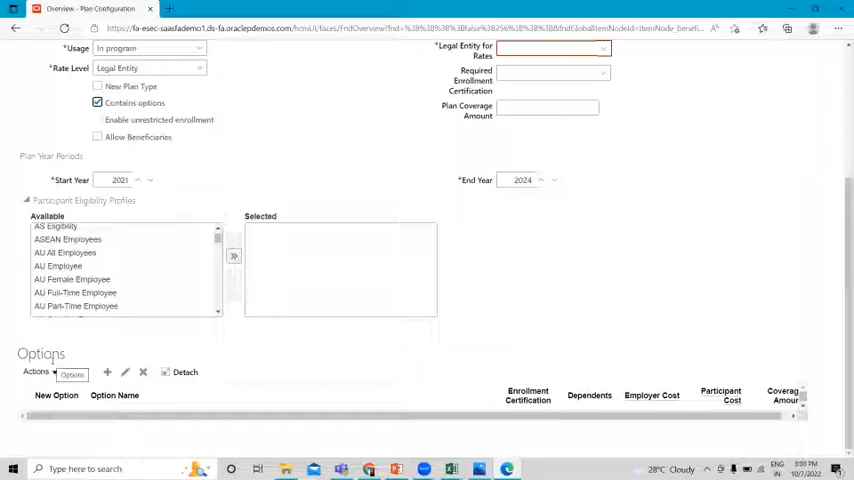 Overview - Plan Configuration
https://fa-esec-saasfademo1.ds-fa.oraclepdemos.com/hcmUI/faces/FndOverview?fnd=%3B%3B%3B%3Bfalse%3B256%3B%3B%3B&fndGlobalItemNodeId=itemNode_benefi...
*Usage In program
*Legal Entity for Rates
*Rate Level Legal Entity
Required Enrollment Certification
New Plan Type
Contains options
Plan Coverage Amount
Enable unrestricted enrollment
Allow Beneficiaries
Plan Year Periods
*Start Year 2021
*End Year 2024
Participant Eligibility Profiles
Available Selected
AS Eligibility
ASEAN Employees
AU All Employees
AU Employee
AU Female Employee
AU Full-Time Employee
AU Part-Time Employee
Options
Actions Options Detach
New Option Option Name Enrollment Certification Dependents Employer Cost Participant Cost Coverag Amour
Type here to search
28°C Cloudy
ENG
IN
3:00 PM
10/7/2022